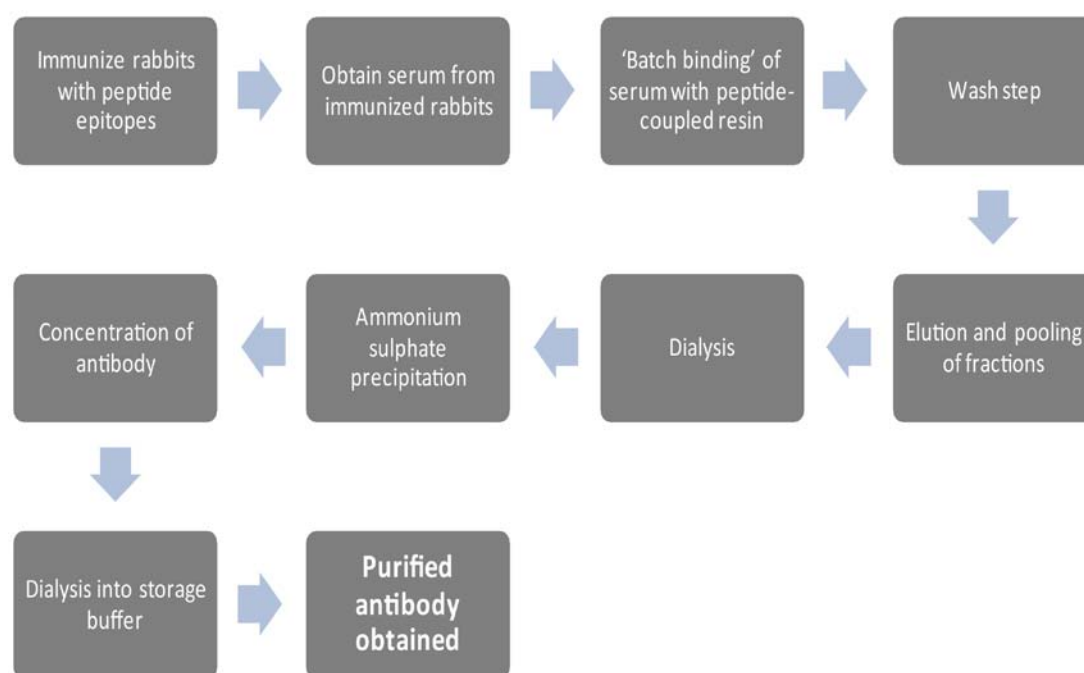 Immunize rabbits
with peptide
epitopes
Obtain serum from
immunized rabbits
‘Batch binding’ of
serum with peptide-
coupled resin
Wash step
Elution and pooling
of fractions
Dialysis
Ammonium
sulphate
precipitation
Concentration of
antibody
Dialysis into storage
buffer
Purified
antibody
obtained